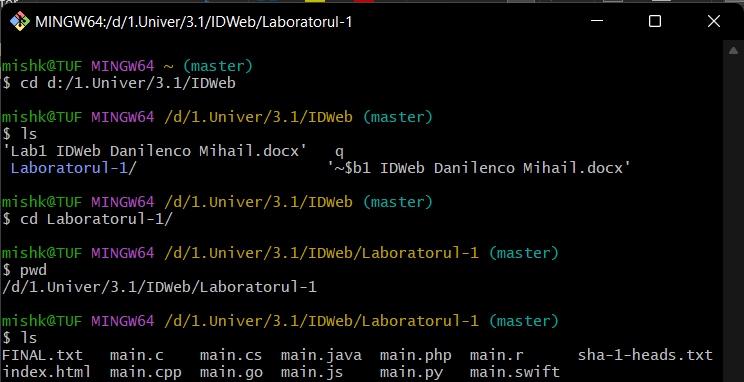 MINGW64:/d/1.Univer/3.1/IDWeb/Laboratorul-1
mishk@TUF MINGW64 ~ (master)
$ cd d:/1.Univer/3.1/IDWeb
mishk@TUF MINGW64 /d/1.Univer/3.1/IDWeb (master)
$ ls
'Lab1 IDWeb Danilenco Mihail.docx'   q
 Laboratorul-1/                      '~$b1 IDWeb Danilenco Mihail.docx'
mishk@TUF MINGW64 /d/1.Univer/3.1/IDWeb (master)
$ cd Laboratorul-1/
mishk@TUF MINGW64 /d/1.Univer/3.1/IDWeb/Laboratorul-1 (master)
$ pwd
/d/1.Univer/3.1/IDWeb/Laboratorul-1
mishk@TUF MINGW64 /d/1.Univer/3.1/IDWeb/Laboratorul-1 (master)
$ ls
FINAL.txt   main.c    main.cs  main.java  main.php  main.r      sha-1-heads.txt
index.html  main.cpp  main.go  main.js    main.py   main.swift